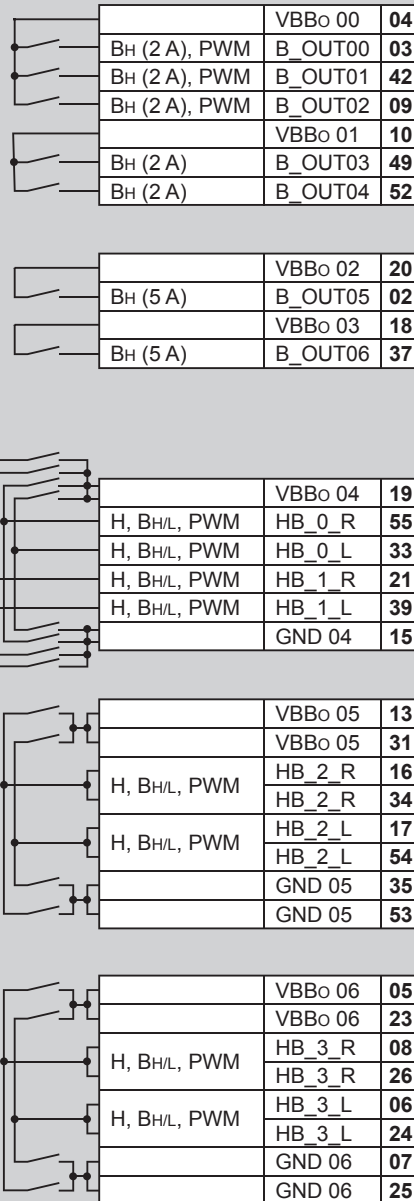 VBBO 00 04
BH (2 A), PWM B_OUT00 03
BH (2 A), PWM B_OUT01 42
BH (2 A), PWM B_OUT02 09
VBBO 01 10
BH (2 A) B_OUT03 49
BH (2 A) B_OUT04 52
VBBO 02 20
BH (5 A) B_OUT05 02
VBBO 03 18
BH (5 A) B_OUT06 37
VBBO 04 19
H, BH/L, PWM HB_0_R 55
H, BH/L, PWM HB_0_L 33
H, BH/L, PWM HB_1_R 21
H, BH/L, PWM HB_1_L 39
GND 04 15
VBBO 05 13
VBBO 05 31
H, BH/L, PWM HB_2_R 16
HB_2_R 34
H, BH/L, PWM HB_2_L 17
HB_2_L 54
GND 05 35
GND 05 53
VBBO 06 05
VBBO 06 23
H, BH/L, PWM HB_3_R 08
HB_3_R 26
H, BH/L, PWM HB_3_L 06
HB_3_L 24
GND 06 07
GND 06 25